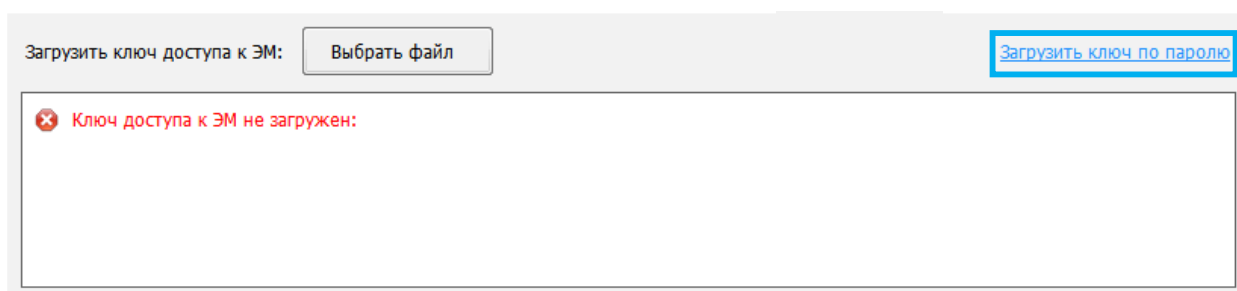 Загрузить ключ доступа к ЭМ: Выбрать файл Загрузить ключ по паролю
Ключ доступа к ЭМ не загружен: